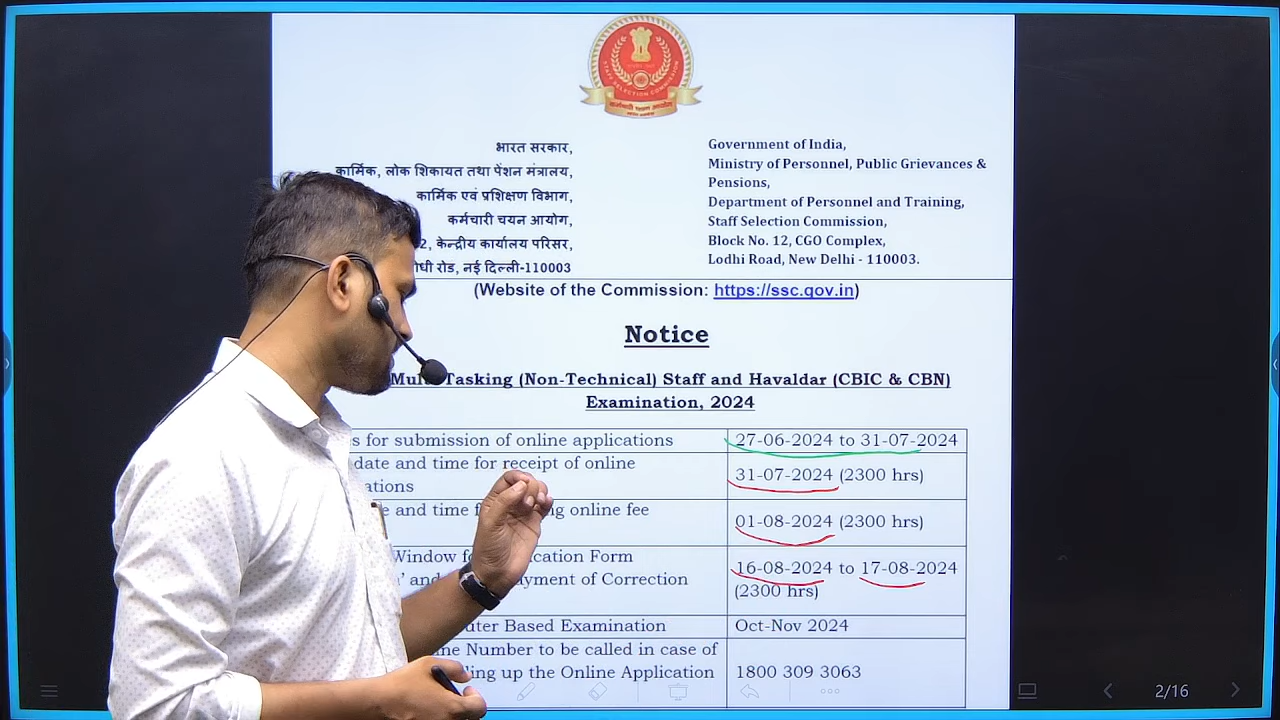 STAFF SELECTION COMMISSION
भारत सरकार,
कार्मिक, लोक शिकायत तथा पेंशन मंत्रालय,
कार्मिक एवं प्रशिक्षण विभाग,
कर्मचारी चयन आयोग,
2, केन्द्रीय कार्यालय परिसर,
रोड, नई दिल्ली-110003
Government of India,
Ministry of Personnel, Public Grievances &
Pensions,
Department of Personnel and Training,
Staff Selection Commission,
Block No. 12, CGO Complex,
Lodhi Road, New Delhi - 110003.
(Website of the Commission: https://ssc.gov.in)
Notice
Tasking (Non-Technical) Staff and Havaldar (CBIC & CBN)
Examination, 2024
for submission of online applications 27-06-2024 to 31-07-2024
date and time for receipt of online
31-07-2024 (2300 hrs)
and time online fee
01-08-2024 (2300 hrs)
Window Form
and of Correction
16-08-2024 to 17-08-2024
(2300 hrs)
Based Examination Oct-Nov 2024
Number to be called in case of
up the Online Application
1800 309 3063
2/16